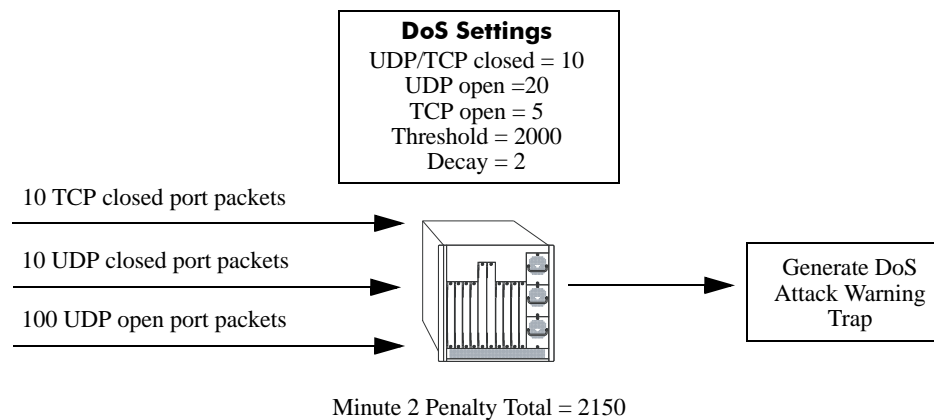 DoS Settings
UDP/TCP closed = 10
UDP open =20
TCP open = 5
Threshold = 2000
Decay = 2
10 TCP closed port packets
10 UDP closed port packets
100 UDP open port packets
Generate DoS
Attack Warning
Trap
Minute 2 Penalty Total = 2150